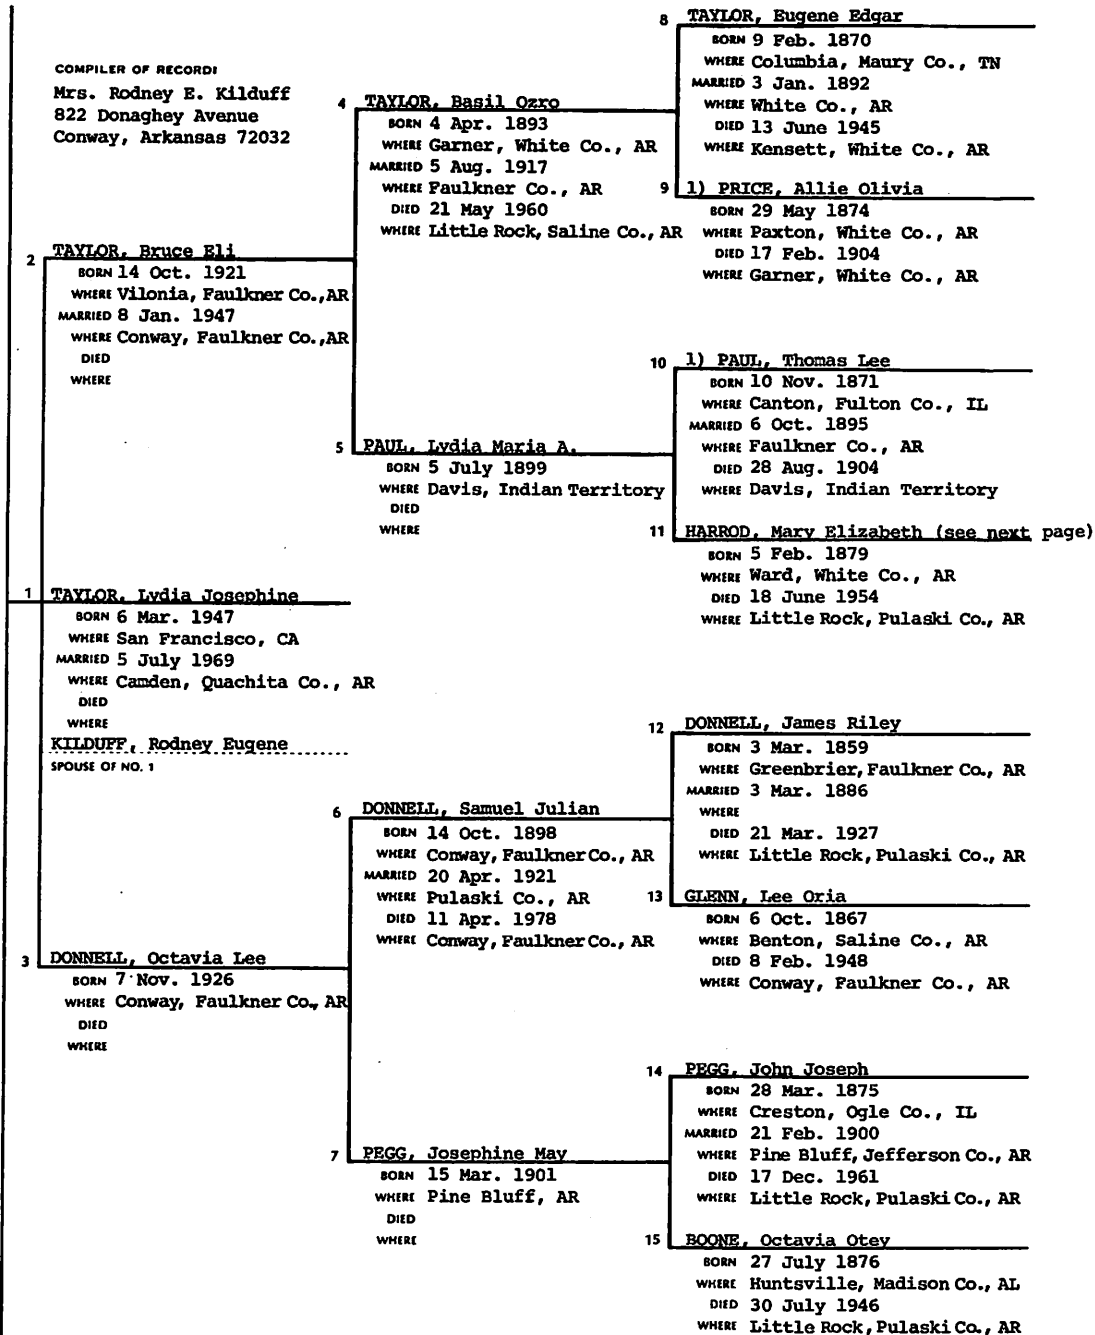 COMPILER OF RECORD:
Mrs. Rodney E. Kilduff
822 Donaghey Avenue
Conway, Arkansas 72032
1 TAYLOR, Lydia Josephine
BORN 6 Mar. 1947
WHERE San Francisco, CA
MARRIED 5 July 1969
WHERE Camden, Quachita Co., AR
DIED
WHERE
KILDUFF, Rodney Eugene
SPOUSE OF NO. 1
2 TAYLOR, Bruce Eli
BORN 14 Oct. 1921
WHERE Vilonia, Faulkner Co., AR
MARRIED 8 Jan. 1947
WHERE Conway, Faulkner Co., AR
DIED
WHERE
3 DONNELL, Octavia Lee
BORN 7 Nov. 1926
WHERE Conway, Faulkner Co., AR
DIED
WHERE
4 TAYLOR, Basil Ozro
BORN 4 Apr. 1893
WHERE Garner, White Co., AR
MARRIED 5 Aug. 1917
WHERE Faulkner Co., AR
DIED 21 May 1960
WHERE Little Rock, Saline Co., AR
5 PAUL, Lydia Maria A.
BORN 5 July 1899
WHERE Davis, Indian Territory
DIED
WHERE
6 DONNELL, Samuel Julian
BORN 14 Oct. 1898
WHERE Conway, Faulkner Co., AR
MARRIED 20 Apr. 1921
WHERE Pulaski Co., AR
DIED 11 Apr. 1978
WHERE Conway, Faulkner Co., AR
7 PEGG, Josephine May
BORN 15 Mar. 1901
WHERE Pine Bluff, AR
DIED
WHERE
8 TAYLOR, Eugene Edgar
BORN 9 Feb. 1870
WHERE Columbia, Maury Co., TN
MARRIED 3 Jan. 1892
WHERE White Co., AR
DIED 13 June 1945
WHERE Kensett, White Co., AR
9 1) PRICE, Allie Olivia
BORN 29 May 1874
WHERE Paxton, White Co., AR
DIED 17 Feb. 1904
WHERE Garner, White Co., AR
10 1) PAUL, Thomas Lee
BORN 10 Nov. 1871
WHERE Canton, Fulton Co., IL
MARRIED 6 Oct. 1895
WHERE Faulkner Co., AR
DIED 28 Aug. 1904
WHERE Davis, Indian Territory
11 HARROD, Mary Elizabeth (see next page)
BORN 5 Feb. 1879
WHERE Ward, White Co., AR
DIED 18 June 1954
WHERE Little Rock, Pulaski Co., AR
12 DONNELL, James Riley
BORN 3 Mar. 1859
WHERE Greenbrier, Faulkner Co., AR
MARRIED 3 Mar. 1886
WHERE
DIED 21 Mar. 1927
WHERE Little Rock, Pulaski Co., AR
13 GLENN, Lee Oria
BORN 6 Oct. 1867
WHERE Benton, Saline Co., AR
DIED 8 Feb. 1948
WHERE Conway, Faulkner Co., AR
14 PEGG, John Joseph
BORN 28 Mar. 1875
WHERE Creston, Ogle Co., IL
MARRIED 21 Feb. 1900
WHERE Pine Bluff, Jefferson Co., AR
DIED 17 Dec. 1961
WHERE Little Rock, Pulaski Co., AR
15 BOONE, Octavia Otey
BORN 27 July 1876
WHERE Huntsville, Madison Co., AL
DIED 30 July 1946
WHERE Little Rock, Pulaski Co., AR